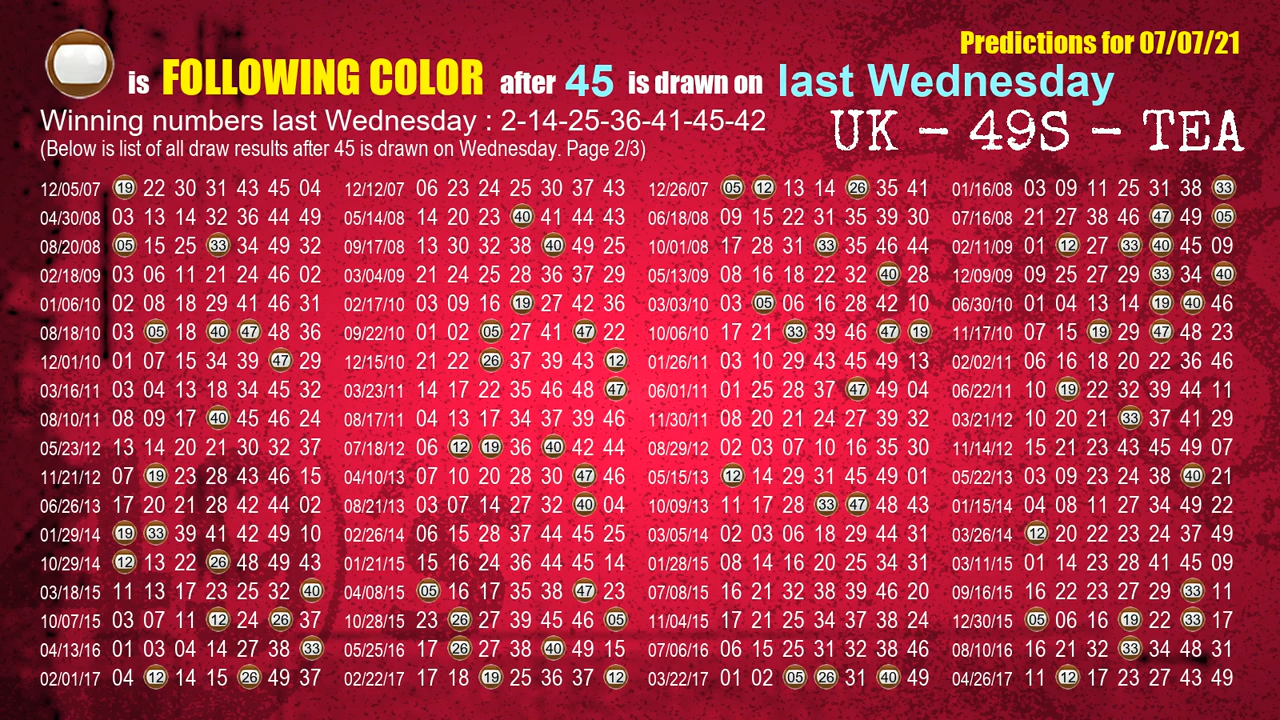 Predictions for 07/07/21
is FOLLOWING COLOR after 45 is drawn on last Wednesday
Winning numbers last Wednesday : 2-14-25-36-41-45-42
UK - 49S - TEA
(Below is list of all draw results after 45 is drawn on Wednesday. Page 2/3)
12/05/07 19 22 30 31 43 45 04 12/12/07 06 23 24 25 30 37 43 12/26/07 05 12 13 14 26 35 41 01/16/08 03 09 11 25 31 38 33
04/30/08 03 13 14 32 36 44 49 05/14/08 14 20 23 40 41 44 43 06/18/08 09 15 22 31 35 39 30 07/16/08 21 27 38 46 47 49 05
08/20/08 05 15 25 33 34 49 32 09/17/08 13 30 32 38 40 49 25 10/01/08 17 28 31 33 35 46 44 02/11/09 01 12 27 33 40 45 09
02/18/09 03 06 11 21 24 46 02 03/04/09 21 24 25 28 36 37 29 05/13/09 08 16 18 22 32 40 28 12/09/09 09 25 27 29 33 34 40
01/06/10 02 08 18 29 41 46 31 02/17/10 03 09 16 19 27 42 36 03/03/10 03 05 06 16 28 42 10 06/30/10 01 04 13 14 19 40 46
08/18/10 03 05 18 40 47 48 36 09/22/10 01 02 05 27 41 47 22 10/06/10 17 21 33 39 46 47 19 11/17/10 07 15 19 29 47 48 23
12/01/10 01 07 15 34 39 47 29 12/15/10 21 22 26 37 39 43 12 01/26/11 03 10 29 43 45 49 13 02/02/11 06 16 18 20 22 36 46
03/16/11 03 04 13 18 34 45 32 03/23/11 14 17 22 35 46 48 47 06/01/11 01 25 28 37 47 49 04 06/22/11 10 19 22 32 39 44 11
08/10/11 08 09 17 40 45 46 24 08/17/11 04 13 17 34 37 39 46 11/30/11 08 20 21 24 27 39 32 03/21/12 10 20 21 33 37 41 29
05/23/12 13 14 20 21 30 32 37 07/18/12 06 12 19 36 40 42 44 08/29/12 02 03 07 10 16 35 30 11/14/12 15 21 23 43 45 49 07
11/21/12 07 19 23 28 43 46 15 04/10/13 07 10 20 28 30 47 46 05/15/13 12 14 29 31 45 49 01 05/22/13 03 09 23 24 38 40 21
06/26/13 17 20 21 28 42 44 02 08/21/13 03 07 14 27 32 40 04 10/09/13 11 17 28 33 47 48 43 01/15/14 04 08 11 27 34 49 22
01/29/14 19 33 39 41 42 49 10 02/26/14 06 15 28 37 44 45 25 03/05/14 02 03 06 18 29 44 31 03/26/14 12 20 22 23 24 37 49
10/29/14 12 13 22 26 48 49 43 01/21/15 15 16 24 36 44 45 14 01/28/15 08 14 16 20 25 34 31 03/11/15 01 14 23 28 41 45 09
03/18/15 11 13 17 23 25 32 40 04/08/15 05 16 17 35 38 47 23 07/08/15 16 21 32 38 39 46 20 09/16/15 16 22 23 27 29 33 11
10/07/15 03 07 11 12 24 26 37 10/28/15 23 26 27 39 45 46 05 11/04/15 17 21 25 34 37 38 24 12/30/15 05 06 16 19 22 33 17
04/13/16 01 03 04 14 27 38 33 05/25/16 17 26 27 38 40 49 15 07/06/16 06 15 25 31 32 38 46 08/10/16 16 21 32 33 34 48 31
02/01/17 04 12 14 15 26 49 37 02/22/17 17 18 19 25 36 37 12 03/22/17 01 02 05 26 31 40 49 04/26/17 11 12 17 23 27 43 49